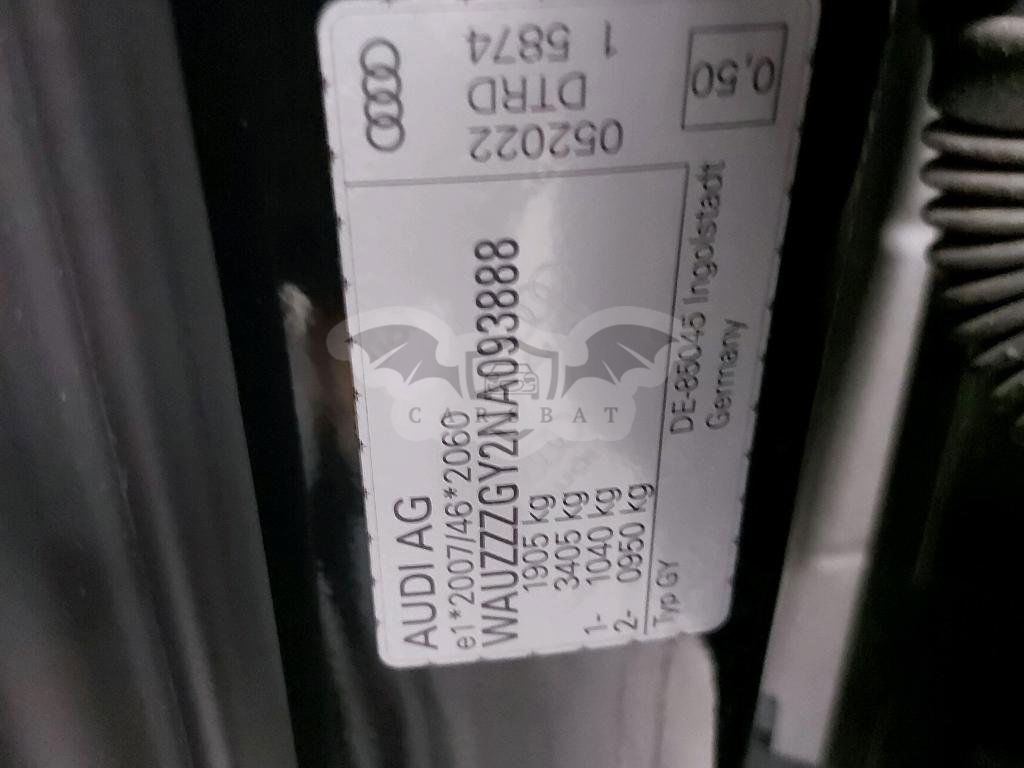 AUDI AG
e1*2007/46*2060
WAUZZZGY2NA093888
1905 kg
3405 kg
1- 1040 kg
2- 0950 kg
Typ GY
DE-85045 Ingolstadt
Germany
052022
DTRD
1 5874
0,50
CAR BAT